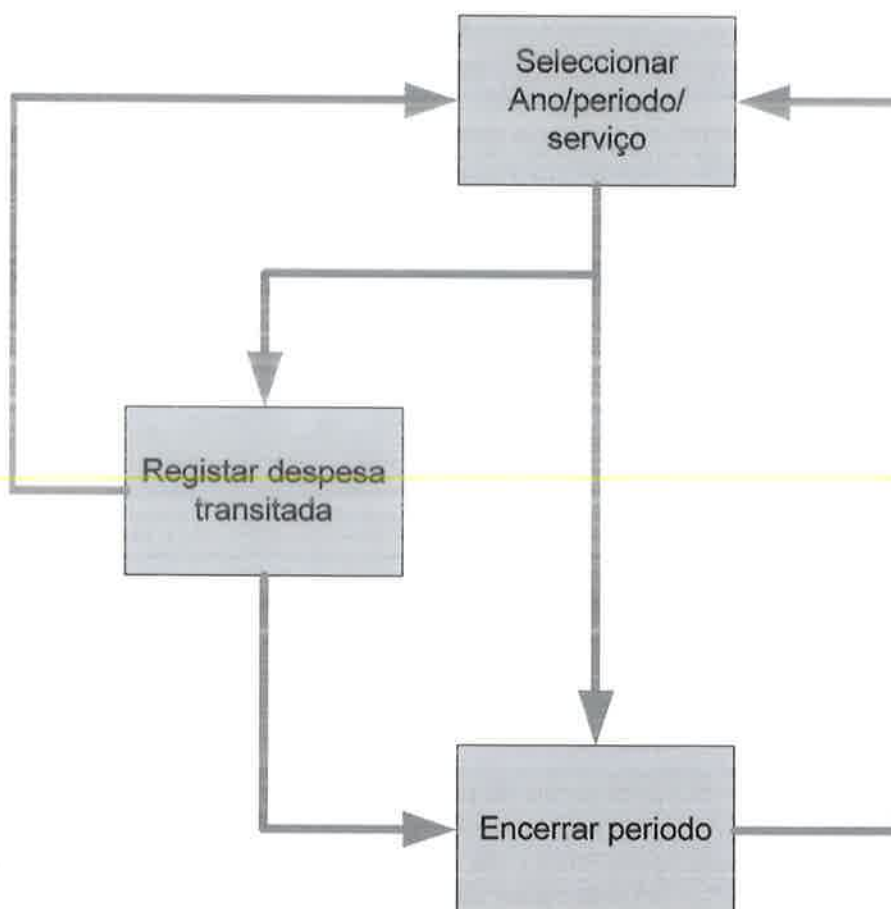 Seleccionar
Ano/periodo/
serviço
Registar despesa
transitada
Encerrar periodo